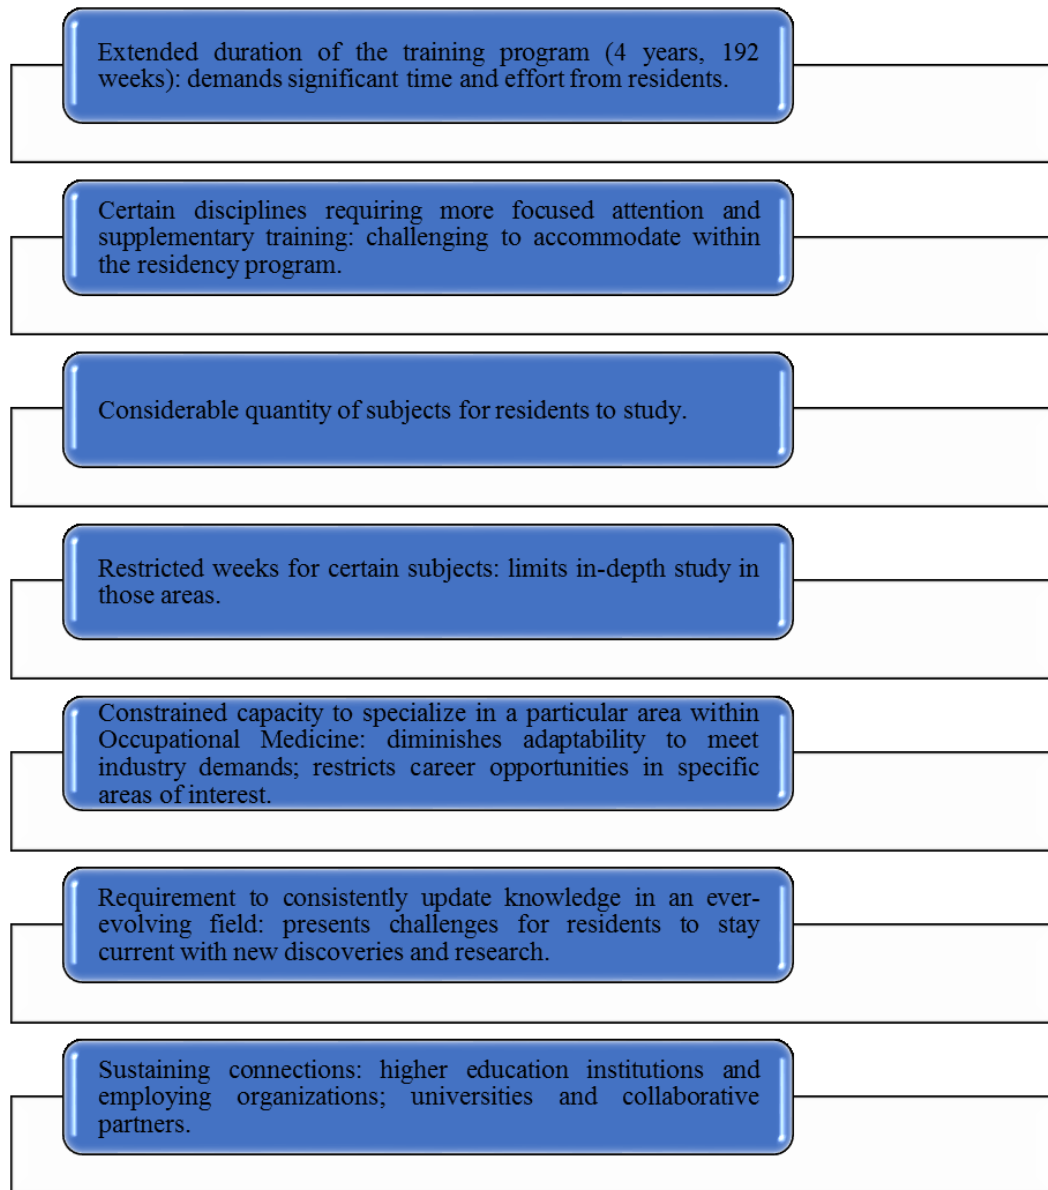 Extended duration of the training program (4 years, 192
weeks): demands significant time and effort from residents.
Certain disciplines requiring more focused attention and
supplementary training: challenging to accommodate within
the residency program.
Considerable quantity of subjects for residents to study.
Restricted weeks for certain subjects: limits in-depth study in
those areas.
Constrained capacity to specialize in a particular area within
Occupational Medicine: diminishes adaptability to meet
industry demands; restricts career opportunities in specific
areas of interest.
Requirement to consistently update knowledge in an ever-
evolving field: presents challenges for residents to stay
current with new discoveries and research.
Sustaining connections: higher education institutions and
employing organizations; universities and collaborative
partners.